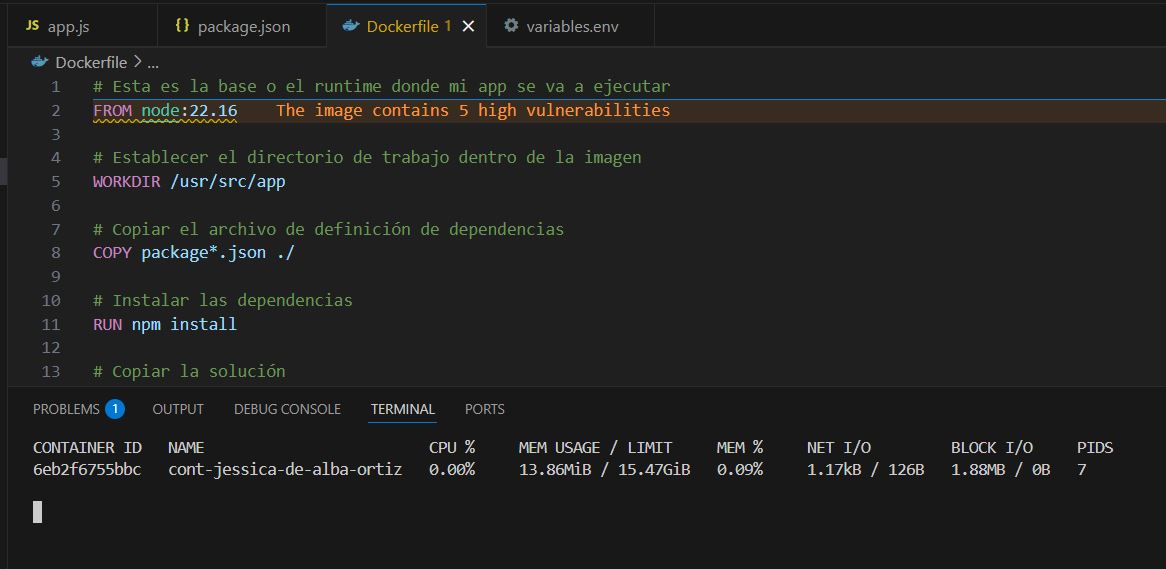 JS app.js {} package.json Dockerfile 1 variables.env
Dockerfile > ...
1 # Esta es la base o el runtime donde mi app se va a ejecutar
2 FROM node:22.16 The image contains 5 high vulnerabilities
3
4 # Establecer el directorio de trabajo dentro de la imagen
5 WORKDIR /usr/src/app
6
7 # Copiar el archivo de definición de dependencias
8 COPY package*.json ./
9
10 # Instalar las dependencias
11 RUN npm install
12
13 # Copiar la solución
PROBLEMS 1 OUTPUT DEBUG CONSOLE TERMINAL PORTS
CONTAINER ID NAME CPU % MEM USAGE / LIMIT MEM % NET I/O BLOCK I/O PIDS
6eb2f6755bbc cont-jessica-de-alba-ortiz 0.00% 13.86MiB / 15.47GiB 0.09% 1.17kB / 126B 1.88MB / 0B 7